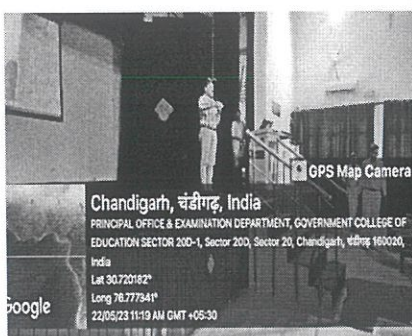 GPS Map Camera
Chandigarh, चंडीगढ़, India
PRINCIPAL OFFICE & EXAMINATION DEPARTMENT, GOVERNMENT COLLEGE OF
EDUCATION SECTOR 20D-1, Sector 20D, Sector 20, Chandigarh, चंडीगढ़ 160020,
India
Lat 30.720182°
Long 76.777341°
22/05/23 11:19 AM GMT +05:30
Google